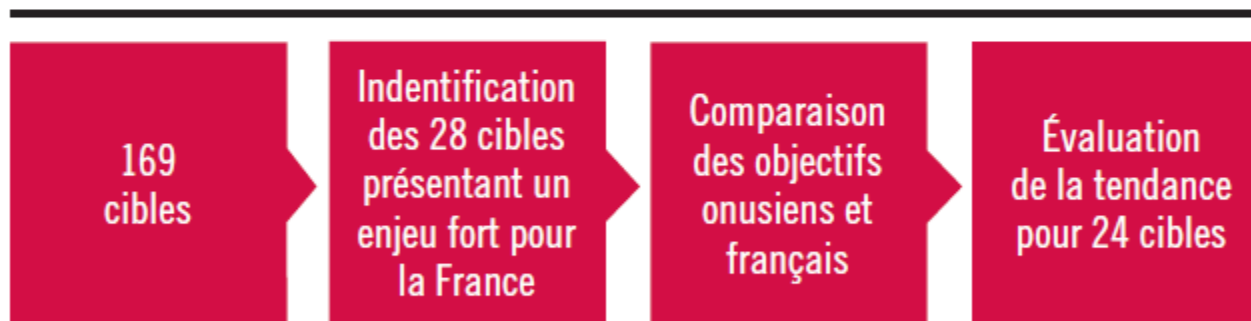 169
cibles
Indentification
des 28 cibles
présentant un
enjeu fort pour
la France
Comparaison
des objectifs
onusiens et
français
Évaluation
de la tendance
pour 24 cibles